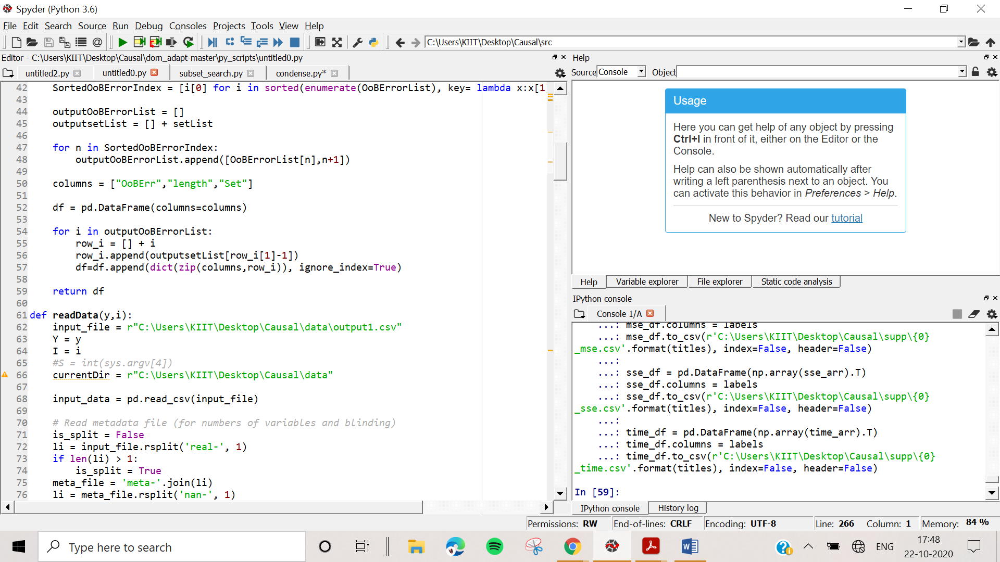 Spyder (Python 3.6)
File Edit Search Source Run Debug Consoles Projects Tools View Help
C:\Users\KIIT\Desktop\Causal\src
Editor - C:\Users\KIIT\Desktop\Causal\dom_adapt-master\py_scripts\untitled0.py
untitled2.py untitled0.py subset_search.py condense.py*
42 SortedOoBErrorIndex = [i[0] for i in sorted(enumerate(OoBErrorList), key= lambda x:x[1
43
44 outputOoBErrorList = []
45 outputsetList = [] + setList
46
47 for n in SortedOoBErrorIndex:
48 outputOoBErrorList.append([OoBErrorList[n],n+1])
49
50 columns = ["OoBErr","length","Set"]
51
52 df = pd.DataFrame(columns=columns)
53
54 for i in outputOoBErrorList:
55 row_i = [] + i
56 row_i.append(outputsetList[row_i[1]-1])
57 df=df.append(dict(zip(columns,row_i)), ignore_index=True)
58
59 return df
60
61 def readData(y,i):
62 input_file = r"C:\Users\KIIT\Desktop\Causal\data\output1.csv"
63 Y = y
64 I = i
65 #S = int(sys.argv[4])
66 currentDir = r"C:\Users\KIIT\Desktop\Causal\data"
67
68 input_data = pd.read_csv(input_file)
69
70 # Read metadata file (for numbers of variables and blinding)
71 is_split = False
72 li = input_file.rsplit('real-', 1)
73 if len(li) > 1:
74 is_split = True
75 meta_file = 'meta-'.join(li)
76 li = meta_file.rsplit('nan-', 1)
Help
Source Console Object
Usage
Here you can get help of any object by pressing
Ctrl+I in front of it, either on the Editor or the
Console.
Help can also be shown automatically after
writing a left parenthesis next to an object. You
can activate this behavior in Preferences > Help.
New to Spyder? Read our tutorial
Help Variable explorer File explorer Static code analysis
IPython console
Console 1/A
...: mse_df.columns = labels
...: mse_df.to_csv(r'C:\Users\KIIT\Desktop\Causal\supp\{0}
_mse.csv'.format(titles), index=False, header=False)
...:
...: sse_df = pd.DataFrame(np.array(sse_arr).T)
...: sse_df.columns = labels
...: sse_df.to_csv(r'C:\Users\KIIT\Desktop\Causal\supp\{0}
_sse.csv'.format(titles), index=False, header=False)
...:
...: time_df = pd.DataFrame(np.array(time_arr).T)
...: time_df.columns = labels
...: time_df.to_csv(r'C:\Users\KIIT\Desktop\Causal\supp\{0}
_time.csv'.format(titles), index=False, header=False)
In [59]:
IPython console History log
Permissions: RW End-of-lines: CRLF Encoding: UTF-8 Line: 266 Column: 1 Memory: 84 %
Type here to search
ENG
17:48
22-10-2020